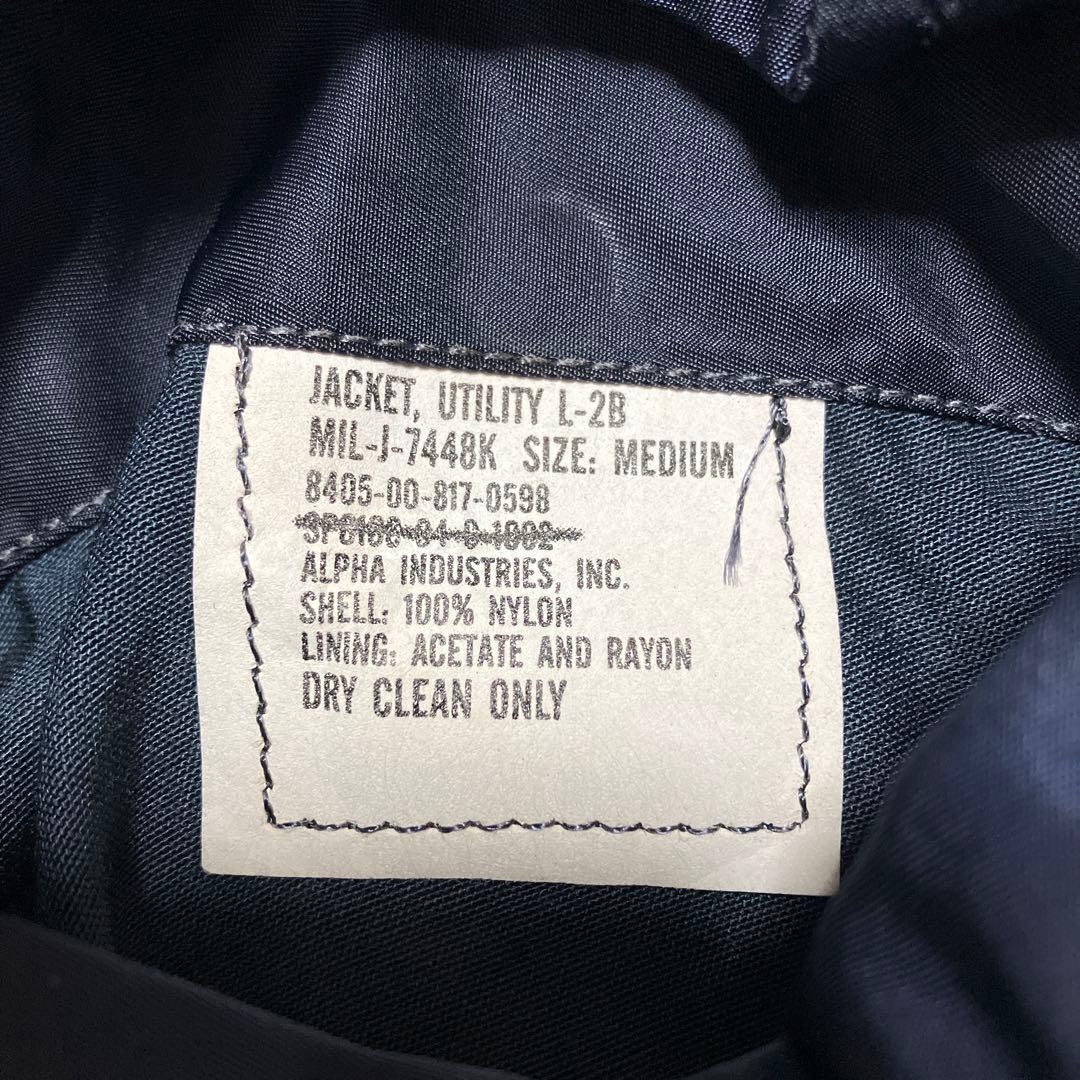 JACKET, UTILITY L-2B
MIL-J-7448K SIZE: MEDIUM
8405-00-817-0598
ALPHA INDUSTRIES, INC.
SHELL: 100% NYLON
LINING: ACETATE AND RAYON
DRY CLEAN ONLY